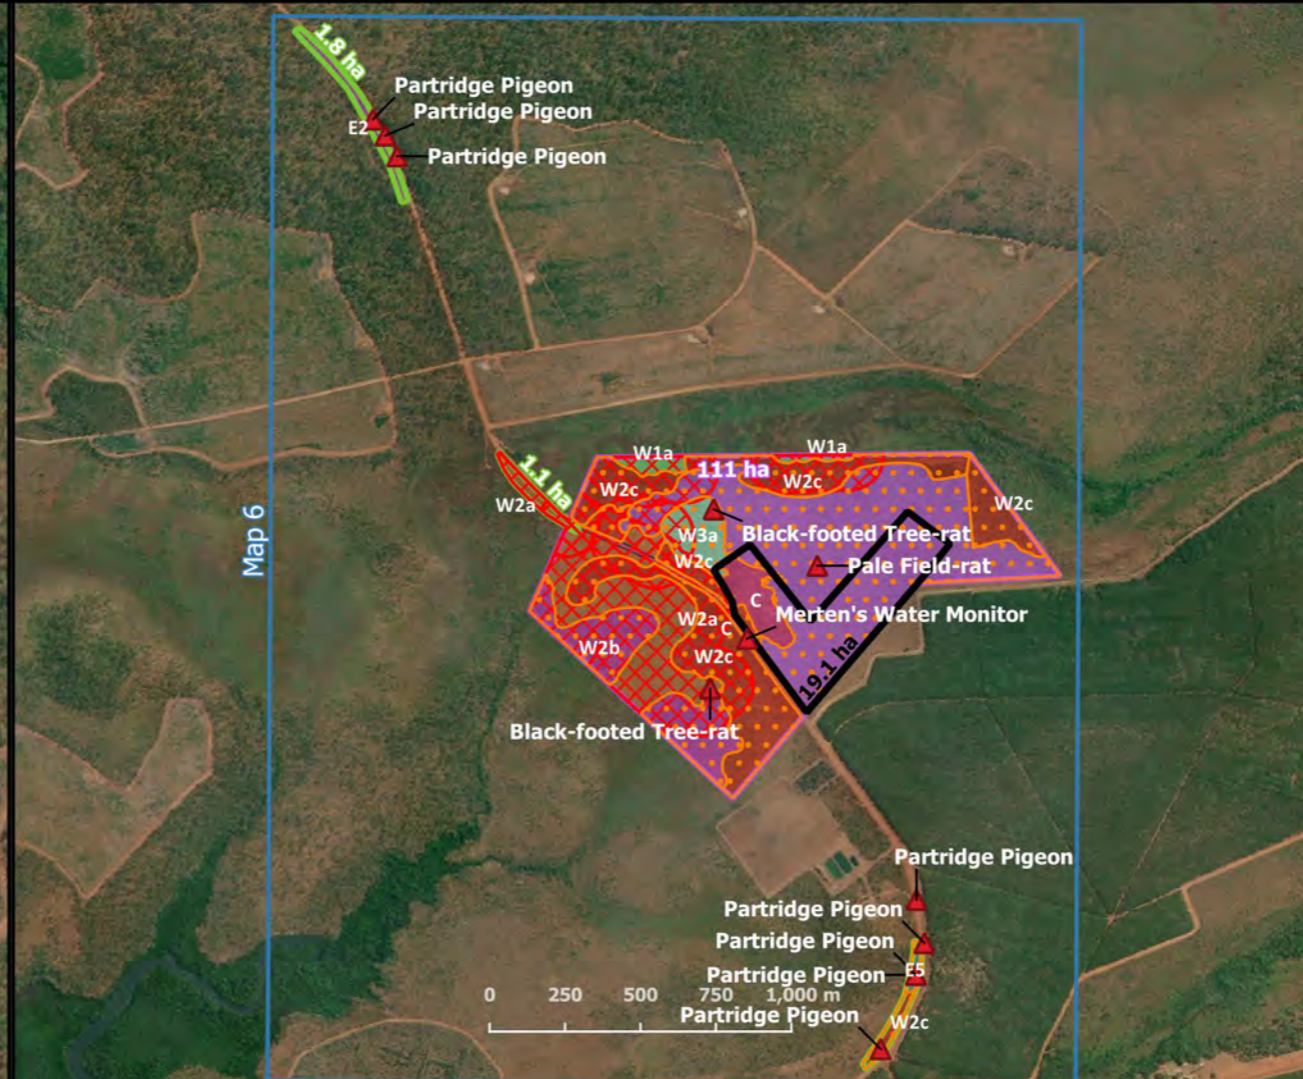 1.8 ha
Partridge Pigeon
Partridge Pigeon
E2
Partridge Pigeon
Map 6
W1a
W1a
111 ha
1.1 ha
W2c
W2c
W2a
W2c
Black-footed Tree-rat
W3a
W2c
Pale Field-rat
C
Merten's Water Monitor
W2a
C
W2b
W2c
19.1 ha
Black-footed Tree-rat
Partridge Pigeon
Partridge Pigeon
Partridge Pigeon
E5
Partridge Pigeon
0 250 500 750 1,000 m
Partridge Pigeon
W2c